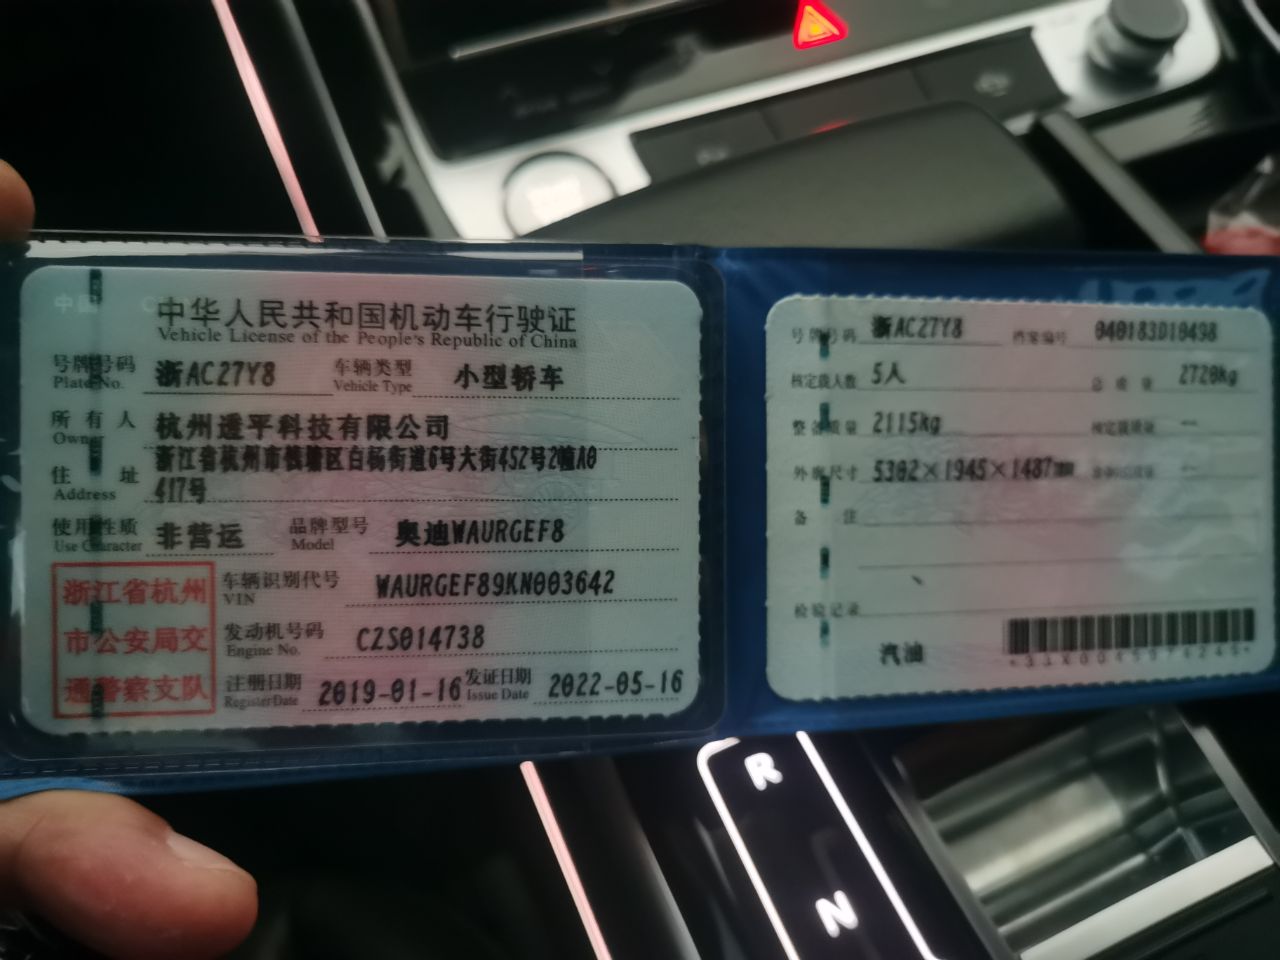 中华人民共和国机动车行驶证
Vehicle License of the People's Republic of China
号牌号码 浙AC27Y8 车辆类型 小型轿车
Plate No. Vehicle Type
所有人 杭州透平科技有限公司
Owner
住址 浙江省杭州市钱塘区白杨街道6号大街452号2幢A0
Address 417号
使用性质 非营运 品牌型号 奥迪WAURGEF8
Use Character Model
车辆识别代号 WAURGEF89KN003642
VIN
发动机号码 CZS014738
Engine No.
注册日期 2019-01-16 发证日期 2022-05-16
Register Date Issue Date
浙江省杭州
市公安局交
通警察支队
号牌号码 浙AC27Y8 档案编号 040183010498
核定载人数 5人 总质量 2720kg
整备质量 2115kg 核定载质量 --
外廓尺寸 5302×1945×1487mm 准牵引总质量 --
备注
检验记录
汽油
R
N